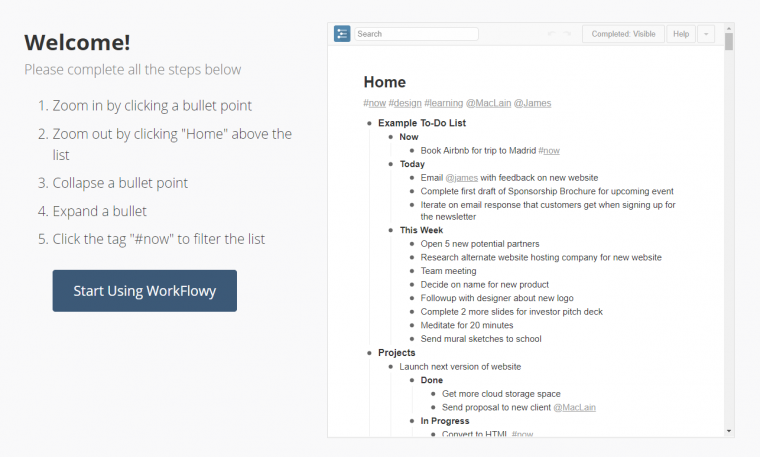 Welcome!
Please complete all the steps below
1. Zoom in by clicking a bullet point
2. Zoom out by clicking "Home" above the
list
3. Collapse a bullet point
4. Expand a bullet
5. Click the tag "#now" to filter the list
Start Using WorkFlowy
Search
Completed: Visible
Help
Home
#now #design #learning @MacLain @James
Example To-Do List
Now
Book Airbnb for trip to Madrid #now
Today
Email @james with feedback on new website
Complete first draft of Sponsorship Brochure for upcoming event
Iterate on email response that customers get when signing up for
the newsletter
This Week
Open 5 new potential partners
Research alternate website hosting company for new website
Team meeting
Decide on name for new product
Followup with designer about new logo
Complete 2 more slides for investor pitch deck
Meditate for 20 minutes
Send mural sketches to school
Projects
Launch next version of website
Done
Get more cloud storage space
Send proposal to new client @MacLain
In Progress
Convert to HTML #now